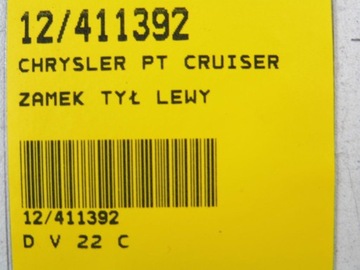 12/411392
CHRYSLER PT CRUISER
ZAMEK TYŁ LEWY
12/411392
D V 22 C